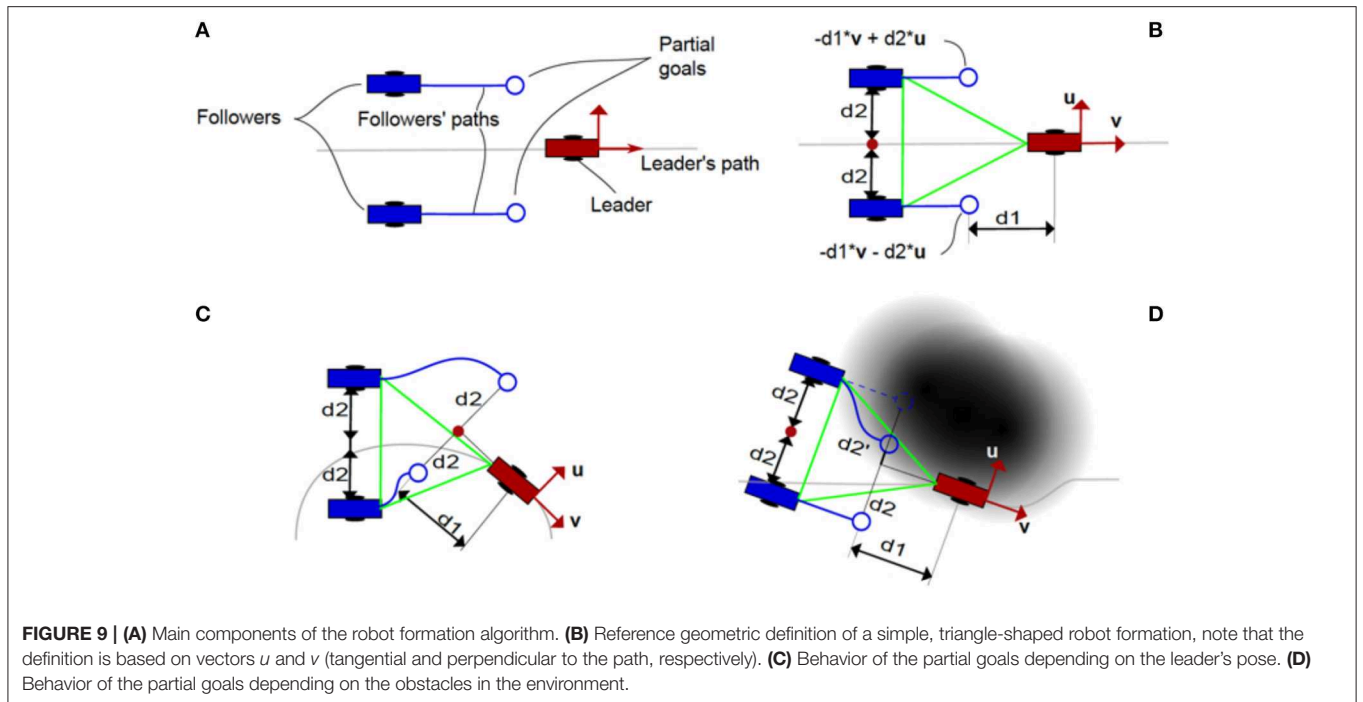 A
Followers
Followers' paths
Partial
goals
Leader's path
Leader
B
-d1*v + d2*u
d2
d2
u
v
d1
-d1*v - d2*u
C
d2
d2
d2
d2
d1
u
v
D
d2
d2
d2'
d2
d1
u
v
FIGURE 9 | (A) Main components of the robot formation algorithm. (B) Reference geometric definition of a simple, triangle-shaped robot formation, note that the
definition is based on vectors u and v (tangential and perpendicular to the path, respectively). (C) Behavior of the partial goals depending on the leader's pose. (D)
Behavior of the partial goals depending on the obstacles in the environment.